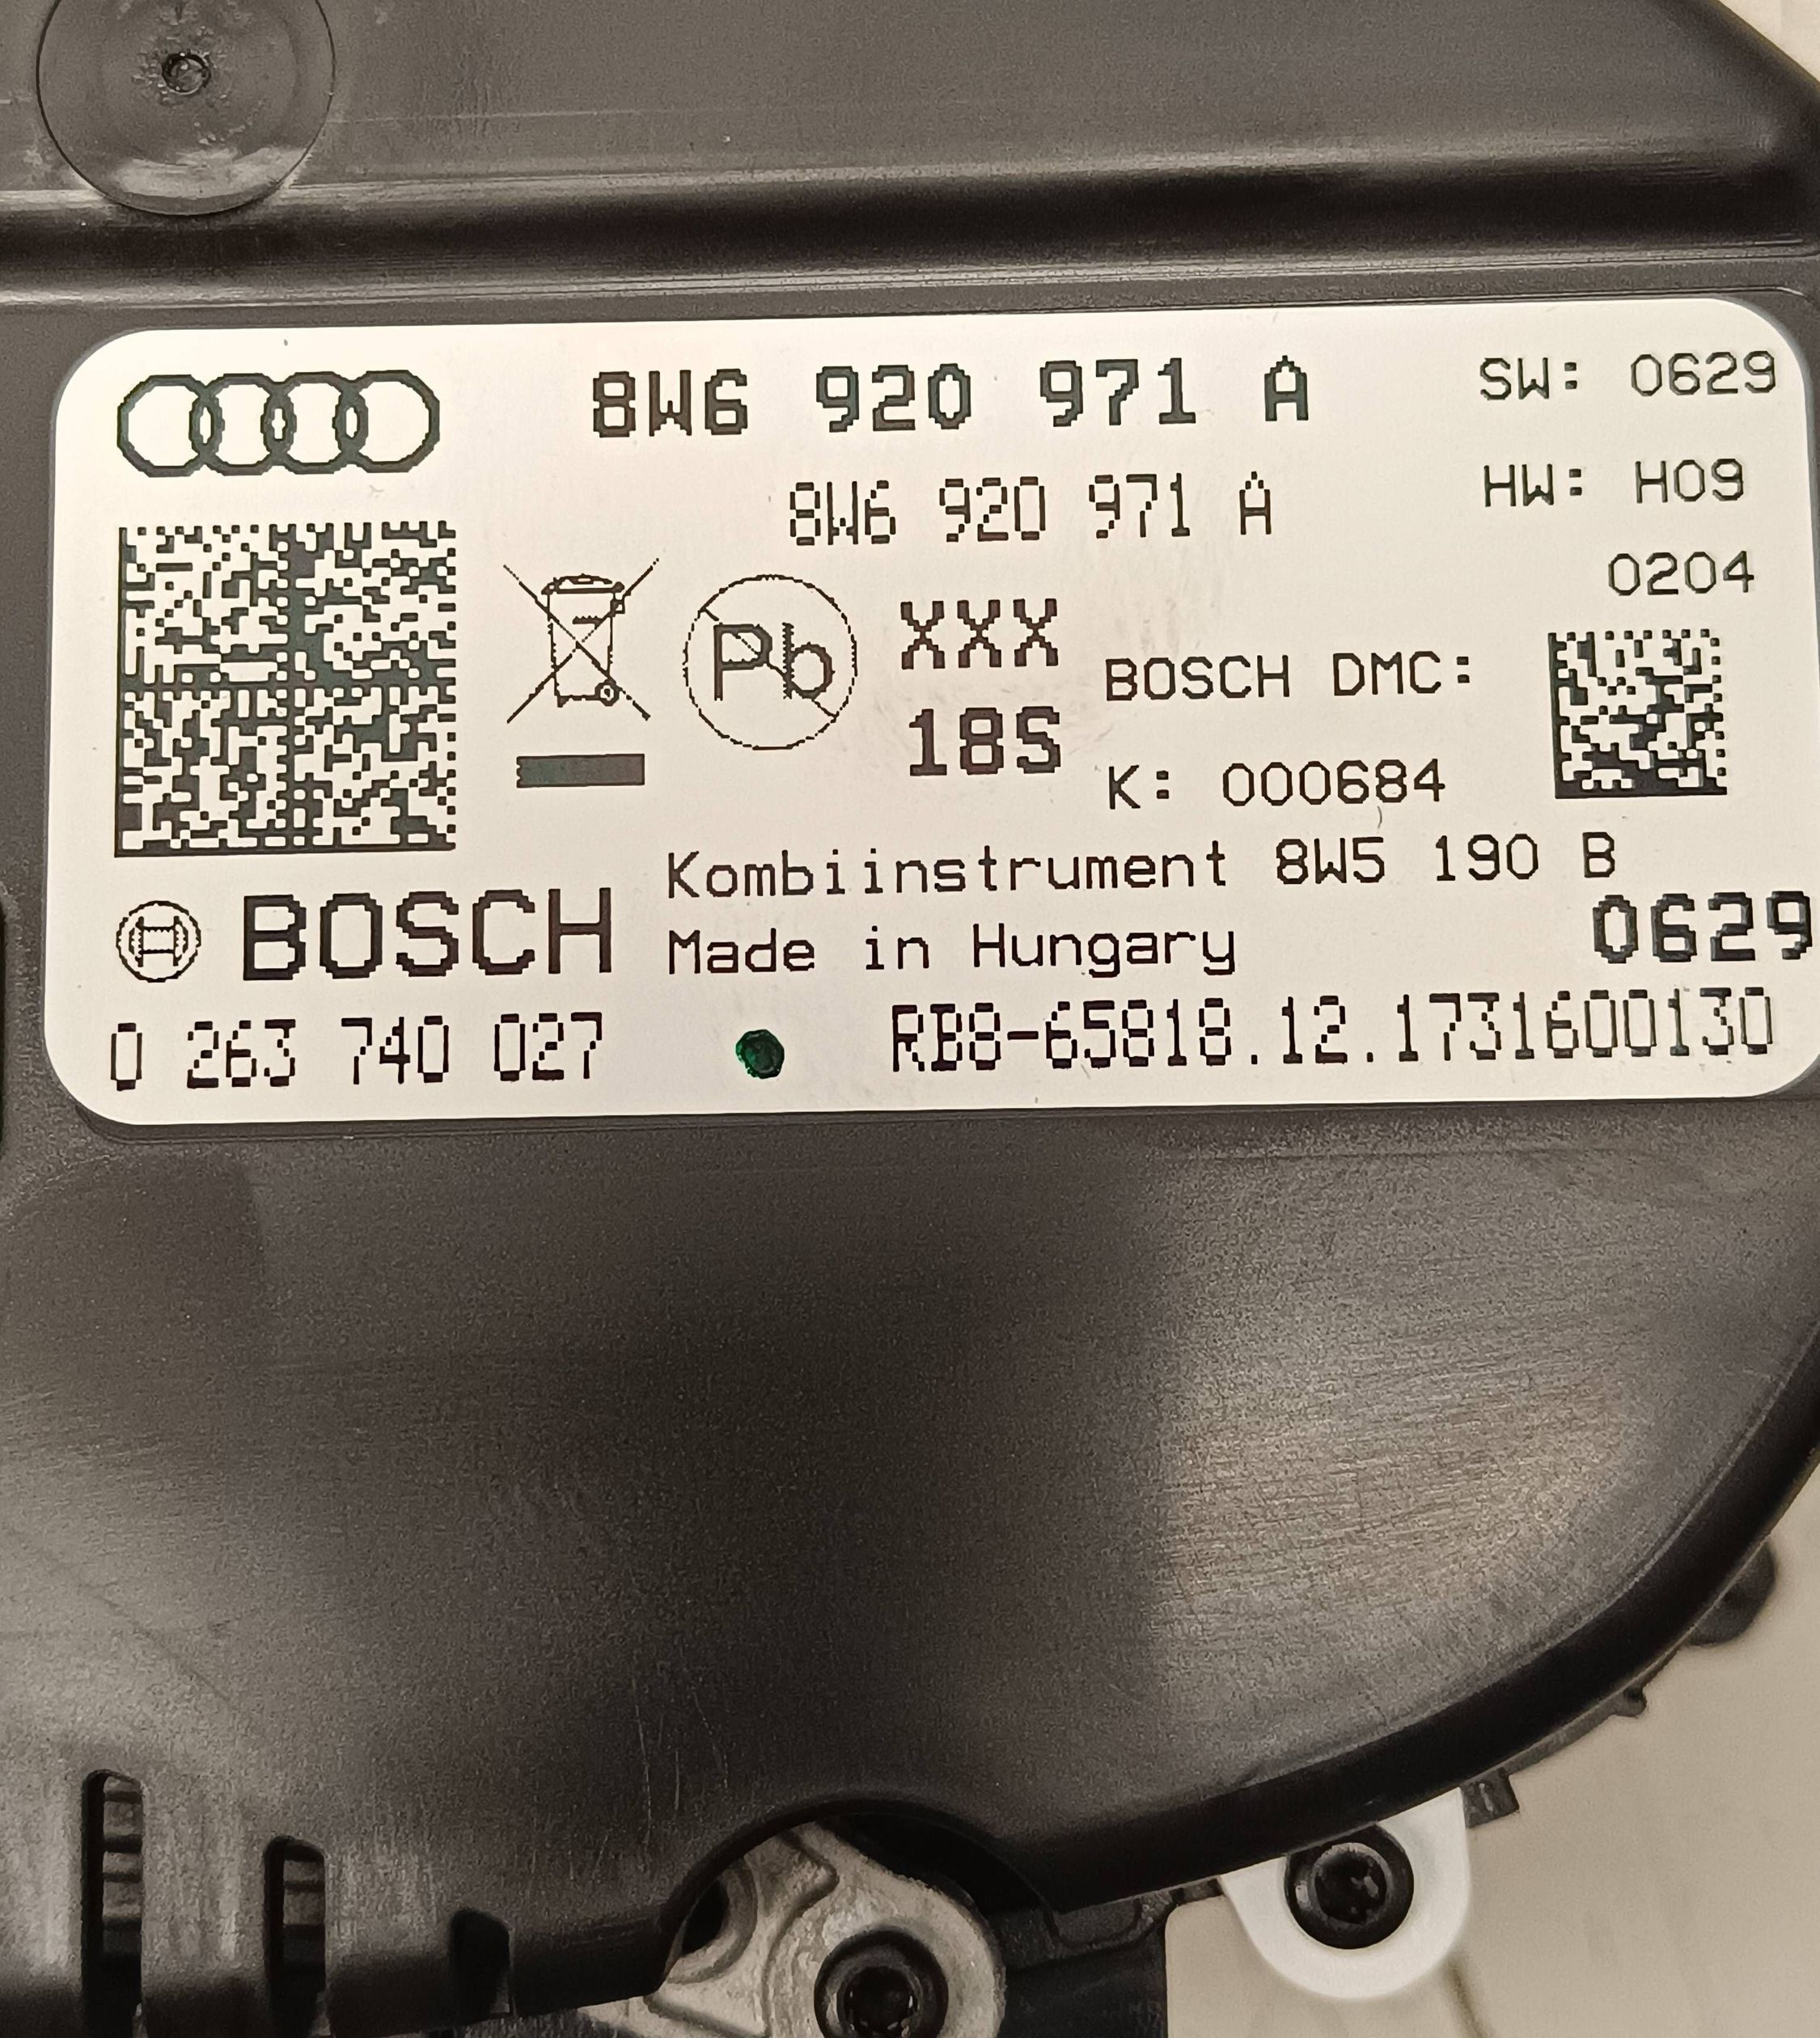 8W6 920 971 A
SW: 0629
8W6 920 971 A
HW: H09
0204
Pb
XXX
18S
BOSCH DMC:
K: 000684
Kombiinstrument 8W5 190 B
BOSCH
Made in Hungary
0629
0 263 740 027
RB8-65818.12.1731600130